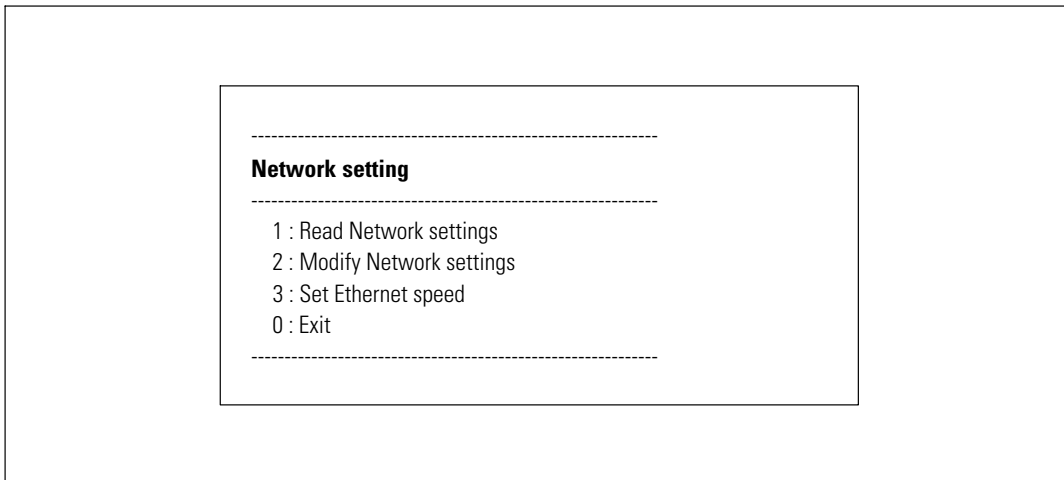 -------------------------------------------------------------
Network setting
-------------------------------------------------------------
1 : Read Network settings
2 : Modify Network settings
3 : Set Ethernet speed
0 : Exit
-------------------------------------------------------------